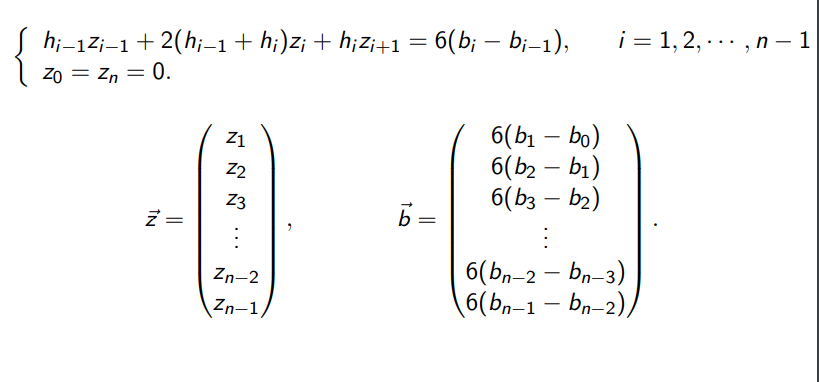 { h_{i−1}z_{i−1} + 2(h_{i−1} + h_i)z_i + h_i z_{i+1} = 6(b_i − b_{i−1}), i = 1, 2, ⋯ , n − 1
z_0 = z_n = 0.
z⃗ = ( z_1
z_2
z_3
⋮
z_{n−2}
z_{n−1} ) ,
b⃗ = ( 6(b_1 − b_0)
6(b_2 − b_1)
6(b_3 − b_2)
⋮
6(b_{n−2} − b_{n−3})
6(b_{n−1} − b_{n−2}) ) .